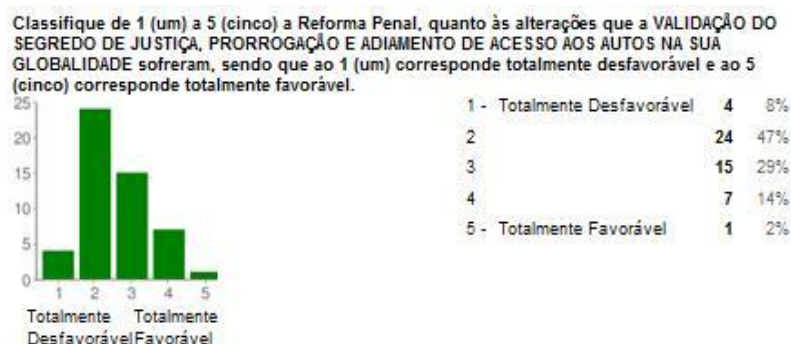 Classifique de 1 (um) a 5 (cinco) a Reforma Penal, quanto às alterações que a VALIDAÇÃO DO
SEGREDO DE JUSTIÇA, PRORROGAÇÃO E ADIAMENTO DE ACESSO AOS AUTOS NA SUA
GLOBALIDADE sofreram, sendo que ao 1 (um) corresponde totalmente desfavorável e ao 5
(cinco) corresponde totalmente favorável.
25
20
15
10
5
0
1 2 3 4 5
Totalmente Totalmente
Desfavorável Favorável
1 - Totalmente Desfavorável 4 8%
2 24 47%
3 15 29%
4 7 14%
5 - Totalmente Favorável 1 2%